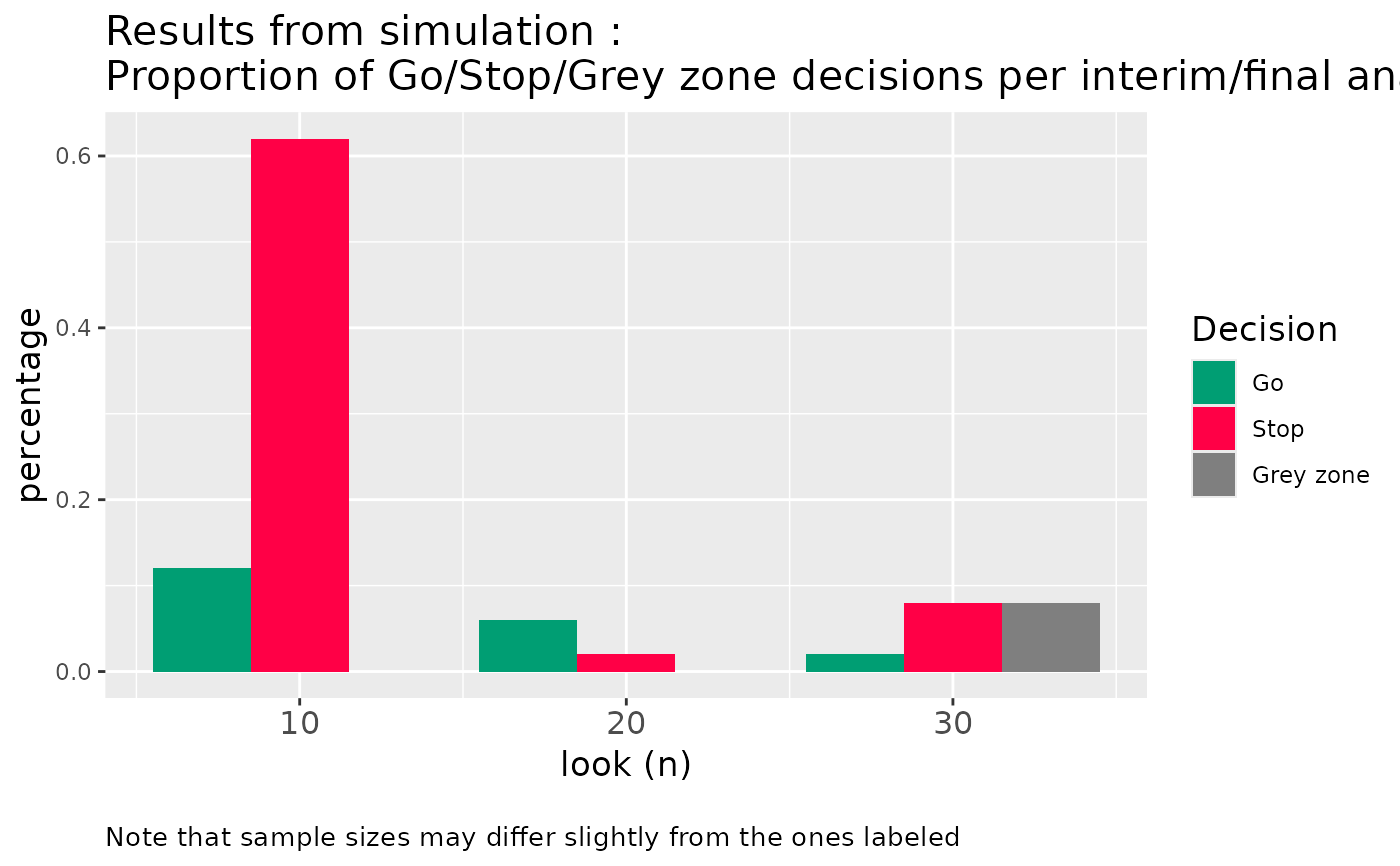 Results from simulation :
Proportion of Go/Stop/Grey zone decisions per interim/final
percentage
0.6
0.4
0.2
0.0
10 20 30
look (n)
Decision
Go
Stop
Grey zone
Note that sample sizes may differ slightly from the ones labeled